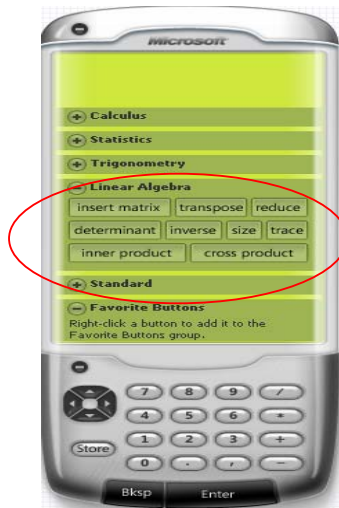 Microsoft
Calculus
Statistics
Trigonometry
Linear Algebra
insert matrix transpose reduce
determinant inverse size trace
inner product cross product
Standard
Favorite Buttons
Right-click a button to add it to the
Favorite Buttons group.
7 8 9 /
4 5 6 *
1 2 3 +
Store
0 . , −
Bksp Enter